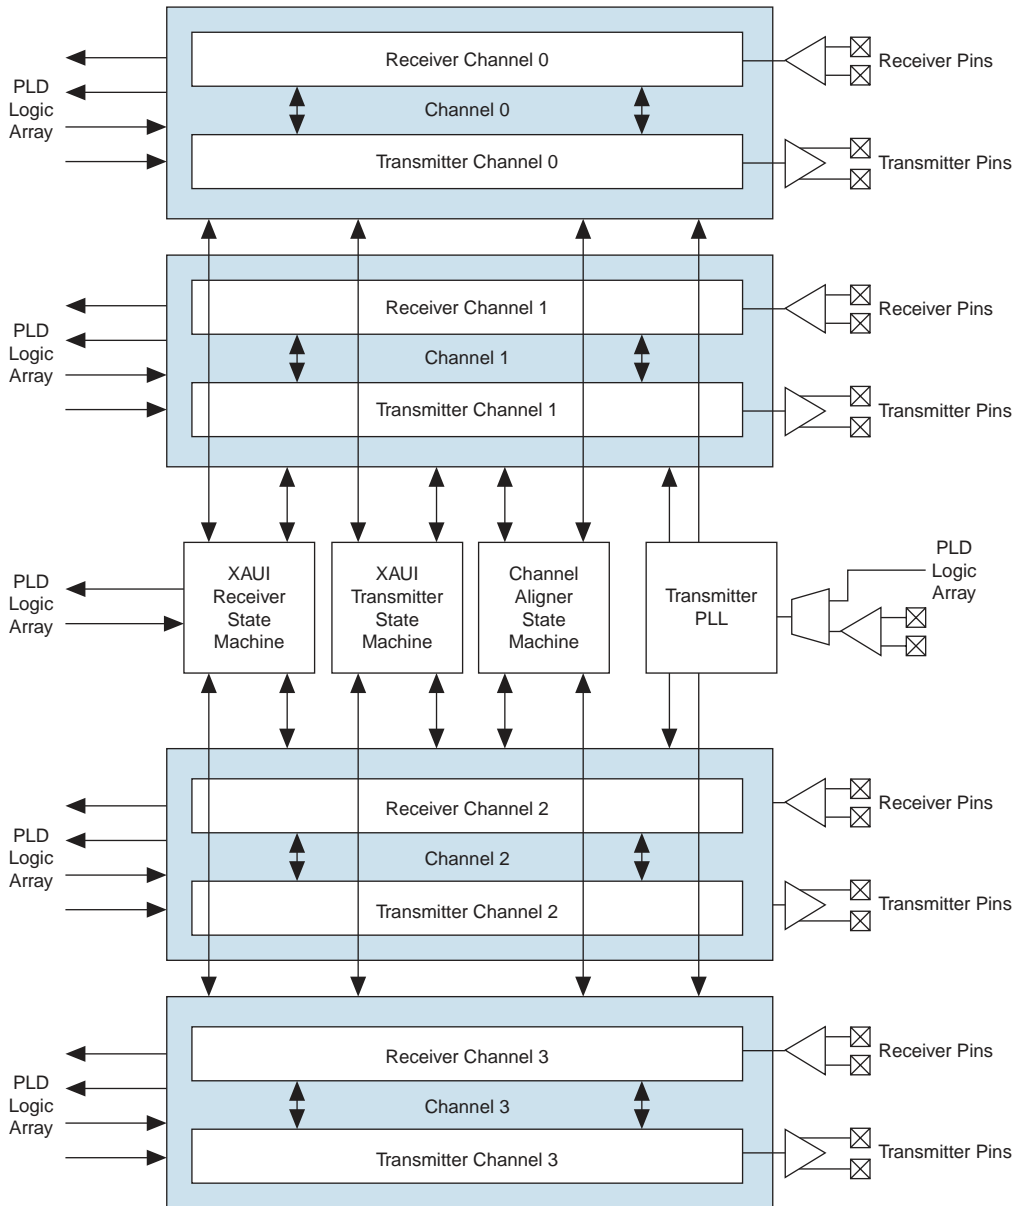 Receiver Channel 0
Receiver Pins
PLD
Logic
Array
Channel 0
Transmitter Channel 0
Transmitter Pins
Receiver Channel 1
Receiver Pins
PLD
Logic
Array
Channel 1
Transmitter Channel 1
Transmitter Pins
PLD
Logic
Array
XAUI
Receiver
State
Machine
XAUI
Transmitter
State
Machine
Channel
Aligner
State
Machine
Transmitter
PLL
PLD
Logic
Array
Receiver Channel 2
Receiver Pins
PLD
Logic
Array
Channel 2
Transmitter Channel 2
Transmitter Pins
Receiver Channel 3
Receiver Pins
PLD
Logic
Array
Channel 3
Transmitter Channel 3
Transmitter Pins